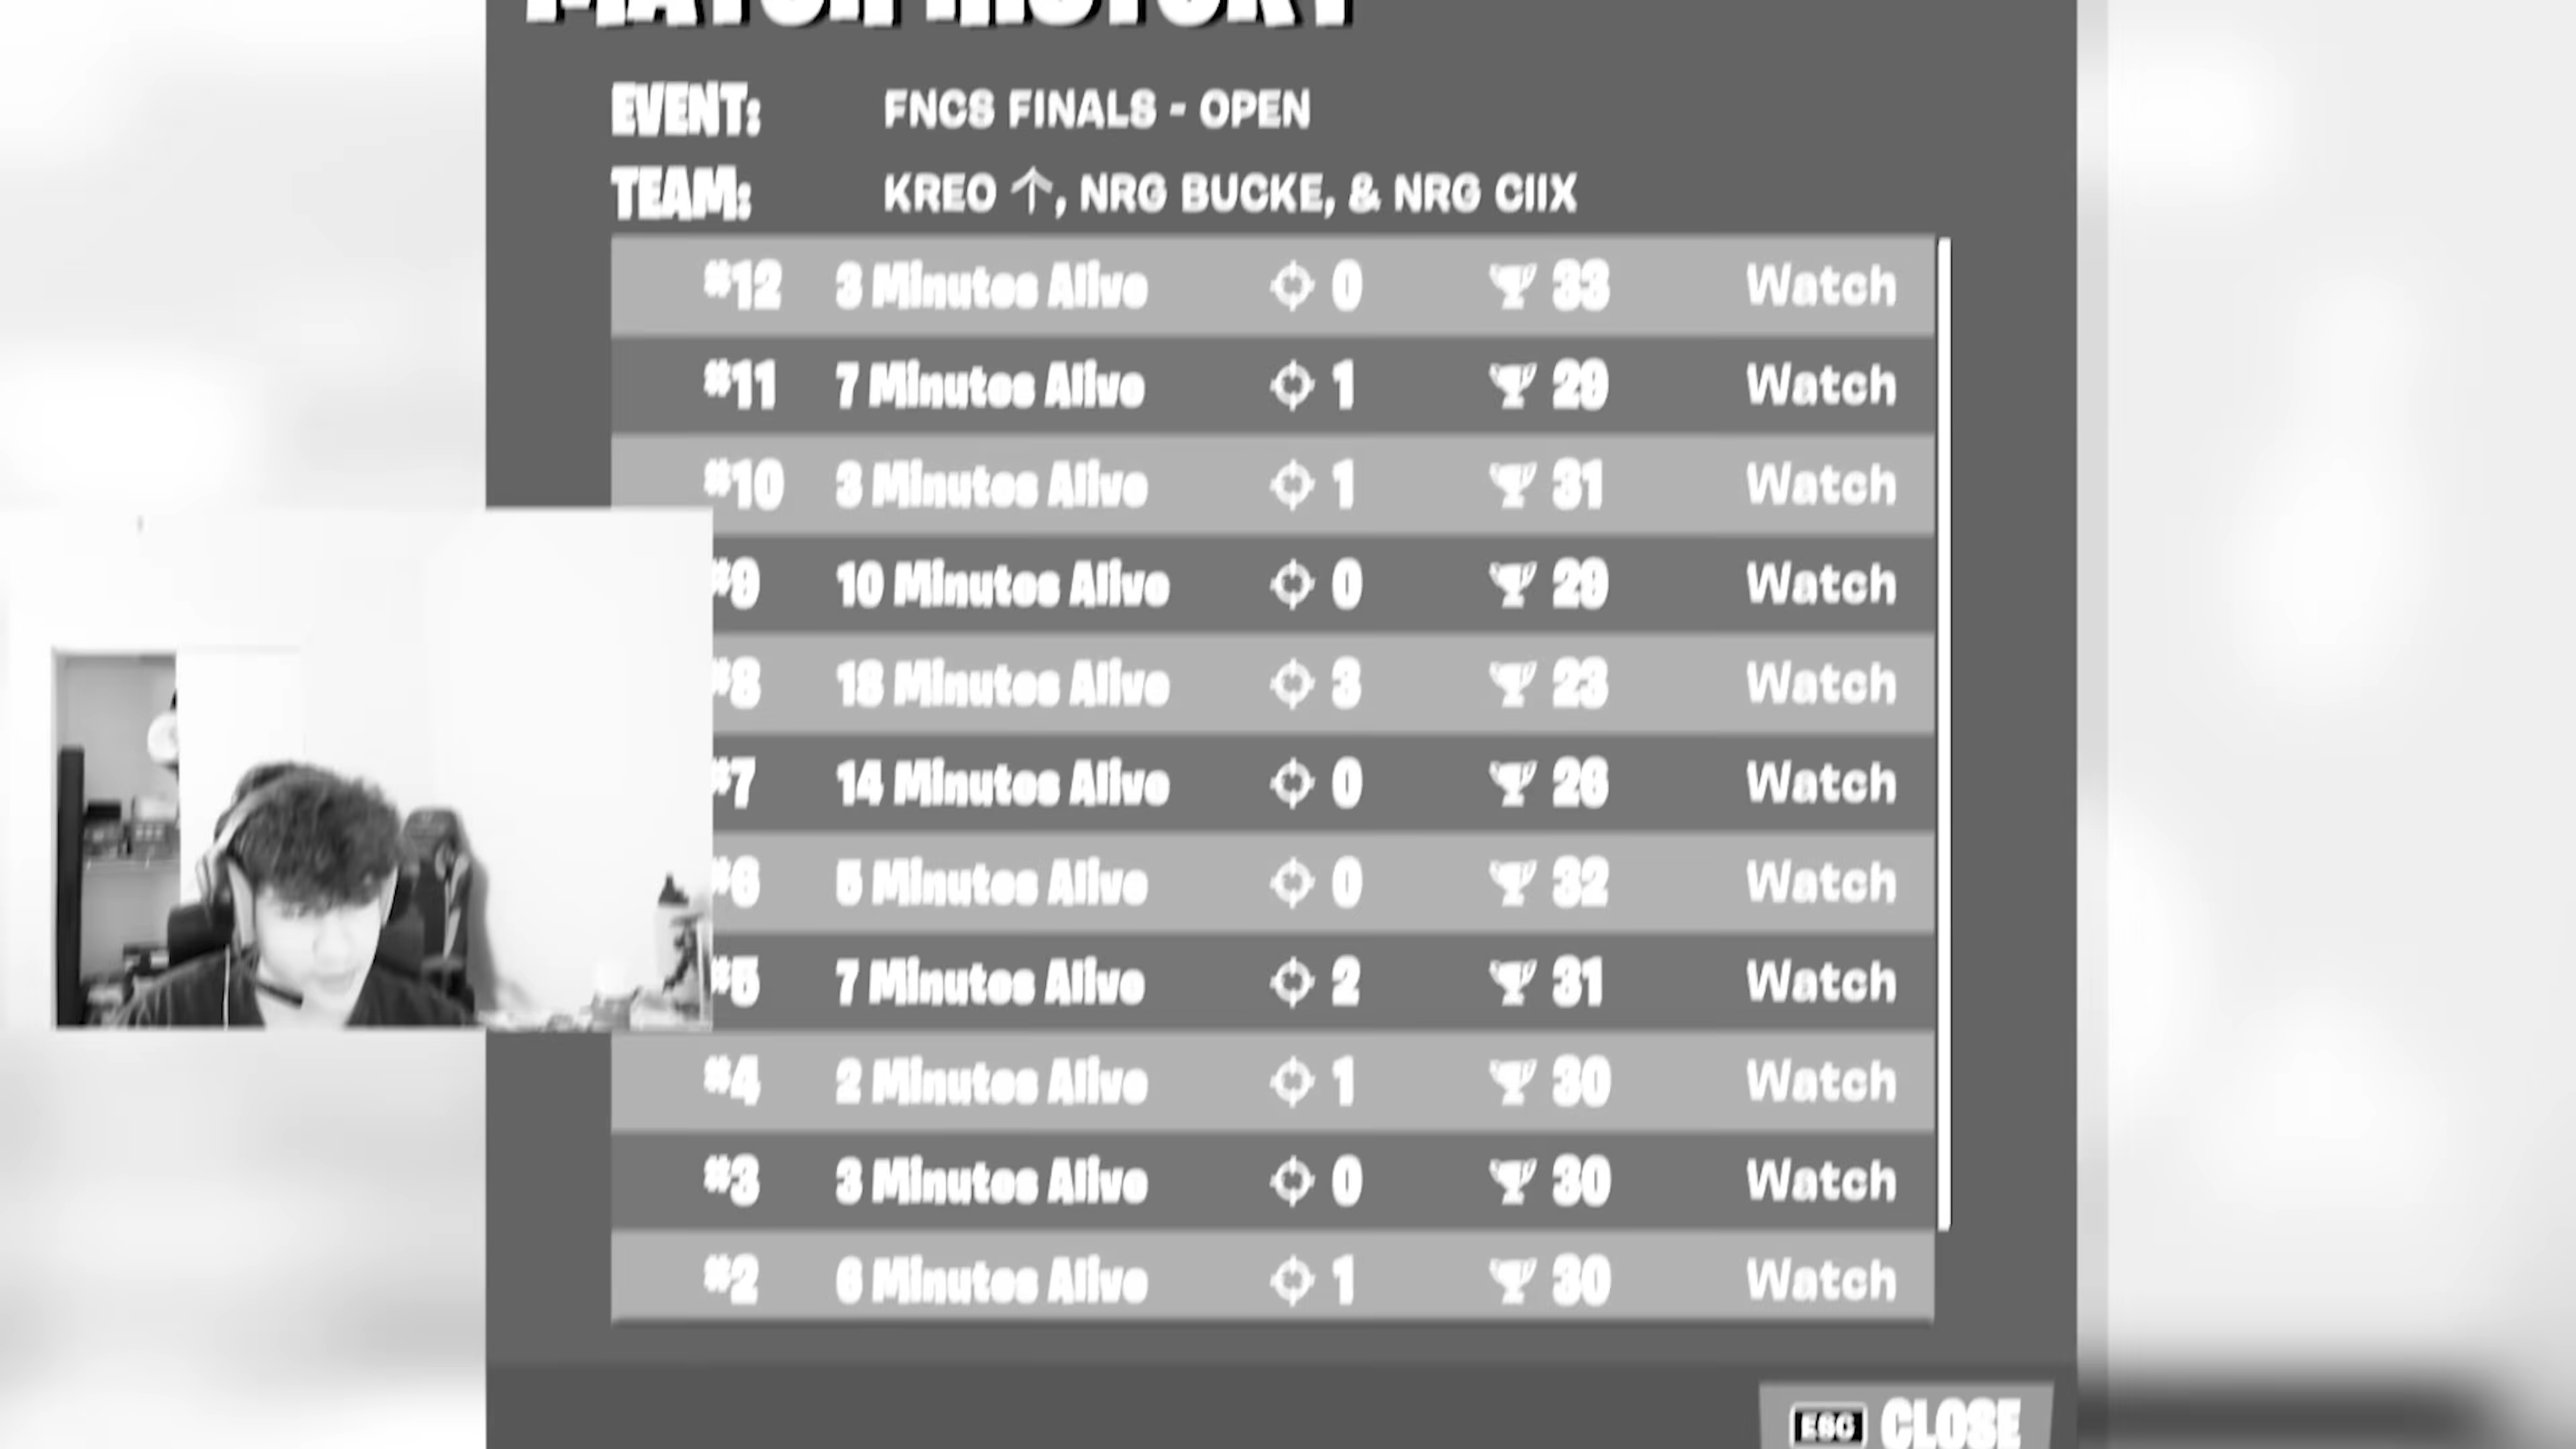 MATCH HISTORY
EVENT: FNCS FINALS - OPEN
TEAM: KREO ↑, NRG BUCKE, & NRG CIIX
#12 3 Minutes Alive 0 33 Watch
#11 7 Minutes Alive 1 29 Watch
#10 3 Minutes Alive 1 31 Watch
#9 10 Minutes Alive 0 29 Watch
#8 18 Minutes Alive 3 23 Watch
#7 14 Minutes Alive 0 26 Watch
#6 5 Minutes Alive 0 32 Watch
#5 7 Minutes Alive 2 31 Watch
#4 2 Minutes Alive 1 30 Watch
#3 3 Minutes Alive 0 30 Watch
#2 6 Minutes Alive 1 30 Watch
ESC CLOSE